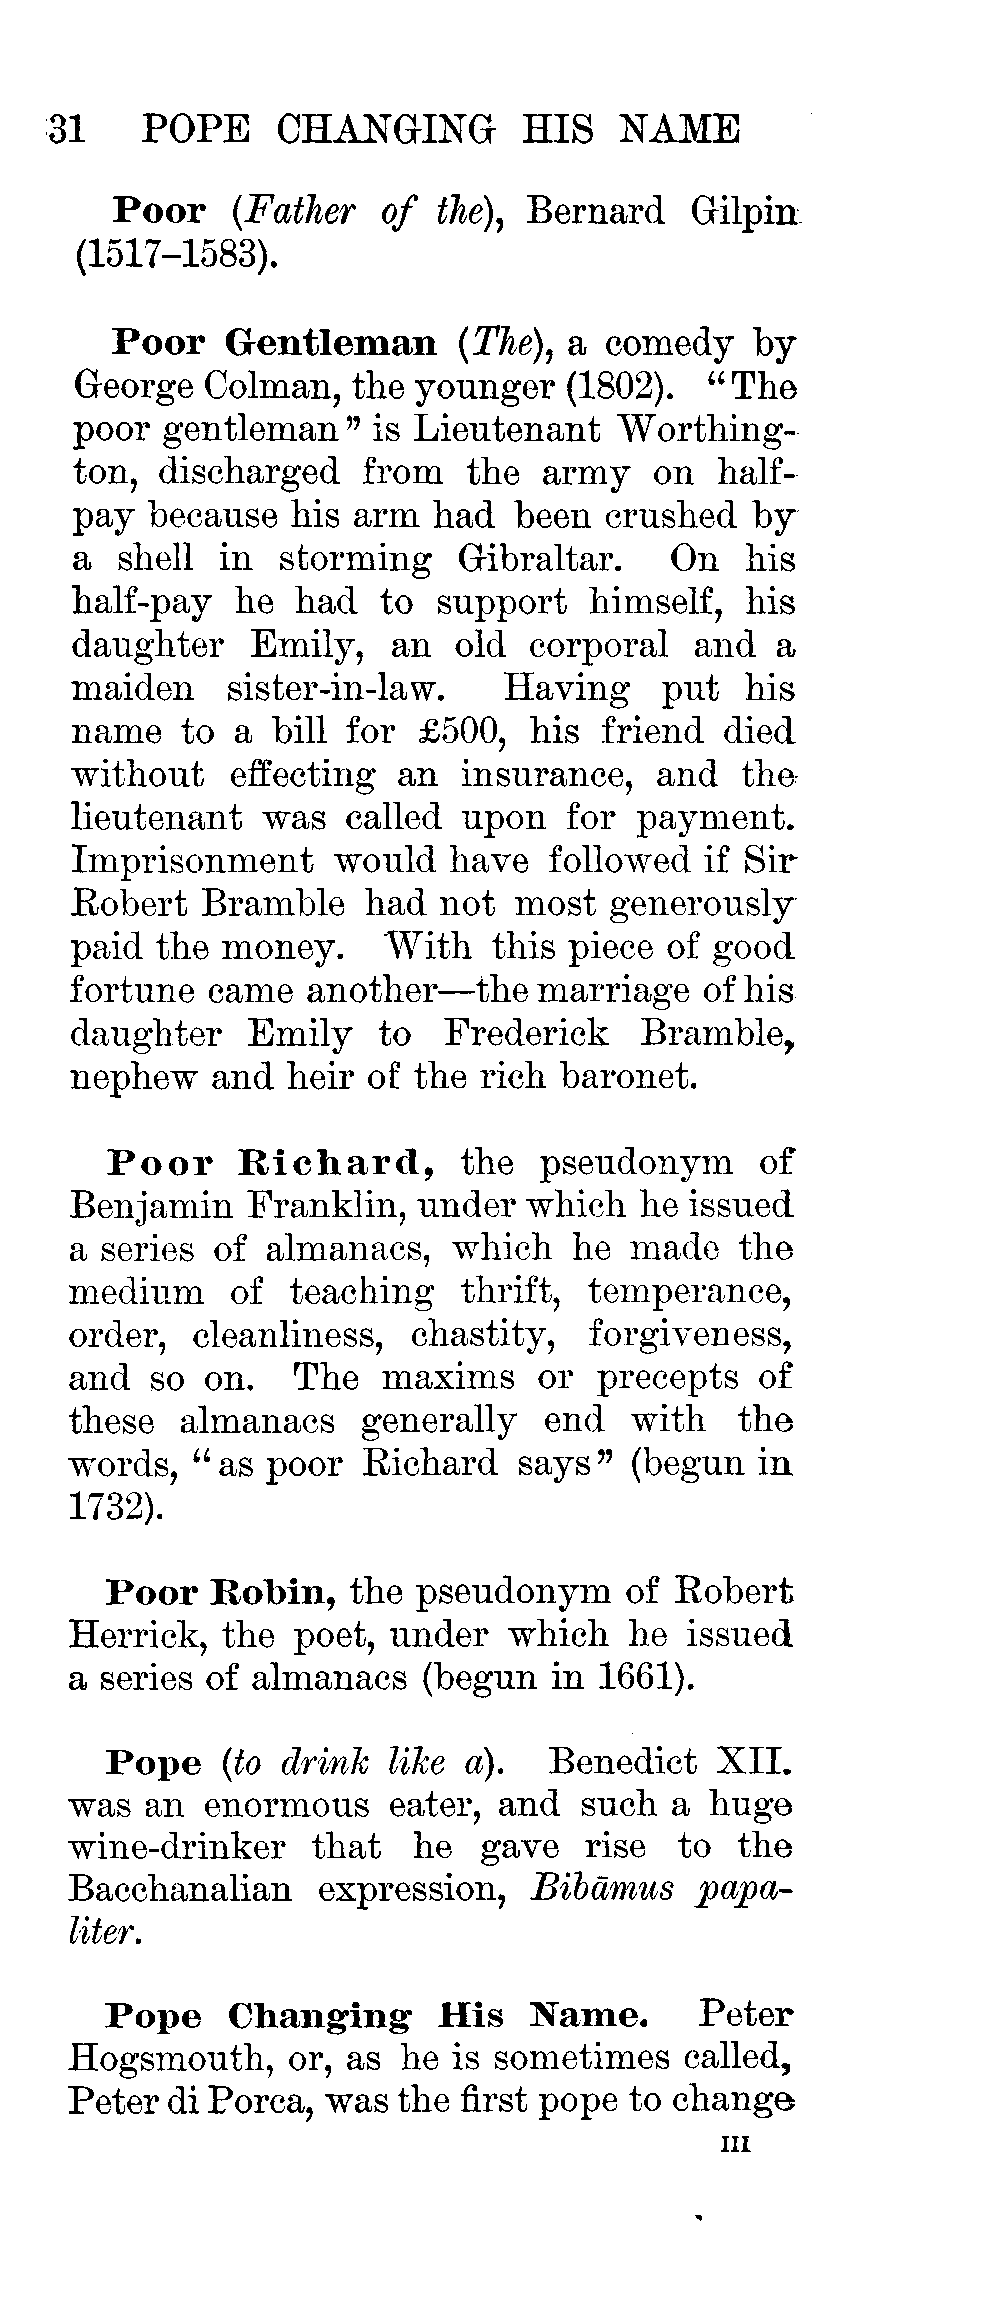 31 POPE CHANGING HIS NAME
Poor (Father of the), Bernard Gilpin
(1517–1583).
Poor Gentleman (The), a comedy by
George Colman, the younger (1802). “The
poor gentleman” is Lieutenant Worthing-
ton, discharged from the army on half-
pay because his arm had been crushed by
a shell in storming Gibraltar. On his
half-pay he had to support himself, his
daughter Emily, an old corporal and a
maiden sister-in-law. Having put his
name to a bill for £500, his friend died
without effecting an insurance, and the
lieutenant was called upon for payment.
Imprisonment would have followed if Sir
Robert Bramble had not most generously
paid the money. With this piece of good
fortune came another—the marriage of his
daughter Emily to Frederick Bramble,
nephew and heir of the rich baronet.
Poor Richard, the pseudonym of
Benjamin Franklin, under which he issued
a series of almanacs, which he made the
medium of teaching thrift, temperance,
order, cleanliness, chastity, forgiveness,
and so on. The maxims or precepts of
these almanacs generally end with the
words, “as poor Richard says” (begun in
1732).
Poor Robin, the pseudonym of Robert
Herrick, the poet, under which he issued
a series of almanacs (begun in 1661).
Pope (to drink like a). Benedict XII.
was an enormous eater, and such a huge
wine-drinker that he gave rise to the
Bacchanalian expression, Bibāmus papa-
liter.
Pope Changing His Name. Peter
Hogsmouth, or, as he is sometimes called,
Peter di Porca, was the first pope to change
III